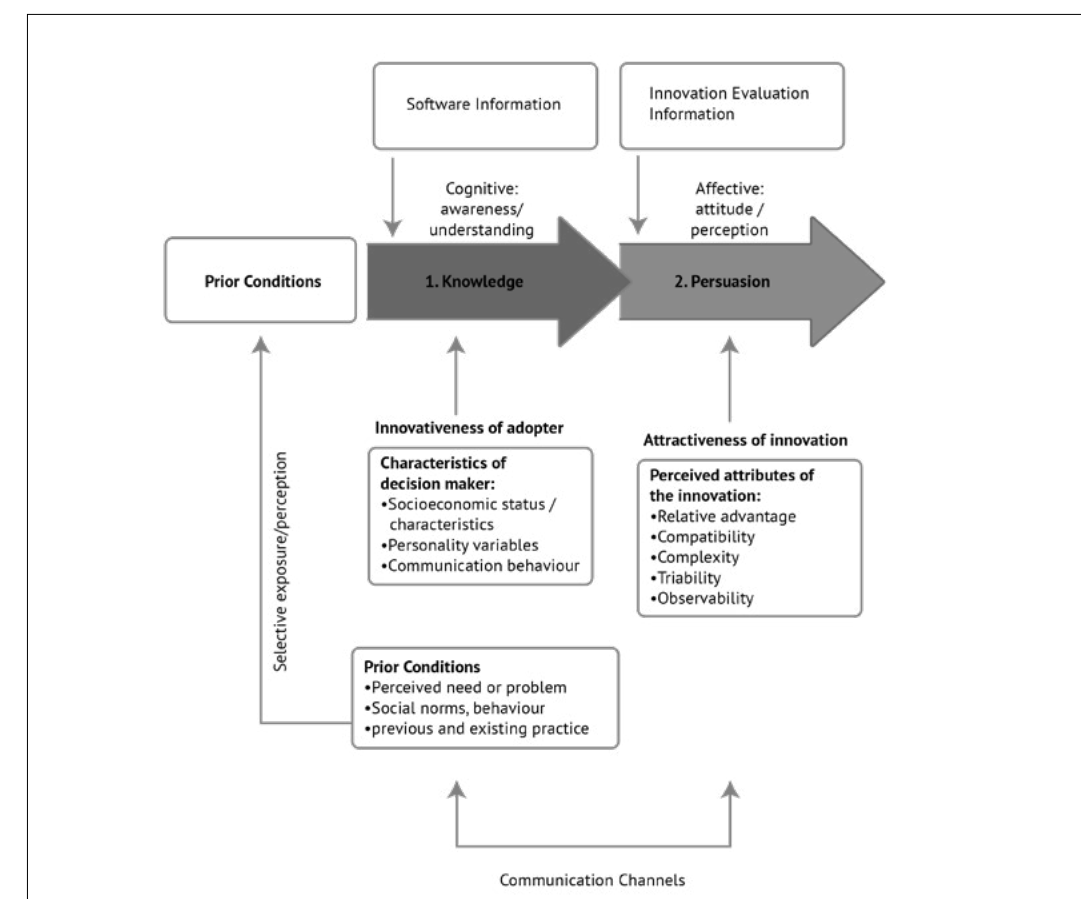 Software Information
Innovation Evaluation
Information
Cognitive:
awareness/
understanding
Affective:
attitude /
perception
Prior Conditions
1. Knowledge
2. Persuasion
Innovativeness of adopter
Characteristics of
decision maker:
•Socioeconomic status /
characteristics
•Personality variables
•Communication behaviour
Attractiveness of innovation
Perceived attributes of
the innovation:
•Relative advantage
•Compatibility
•Complexity
•Triability
•Observability
Selective exposure/perception
Prior Conditions
•Perceived need or problem
•Social norms, behaviour
•previous and existing practice
Communication Channels